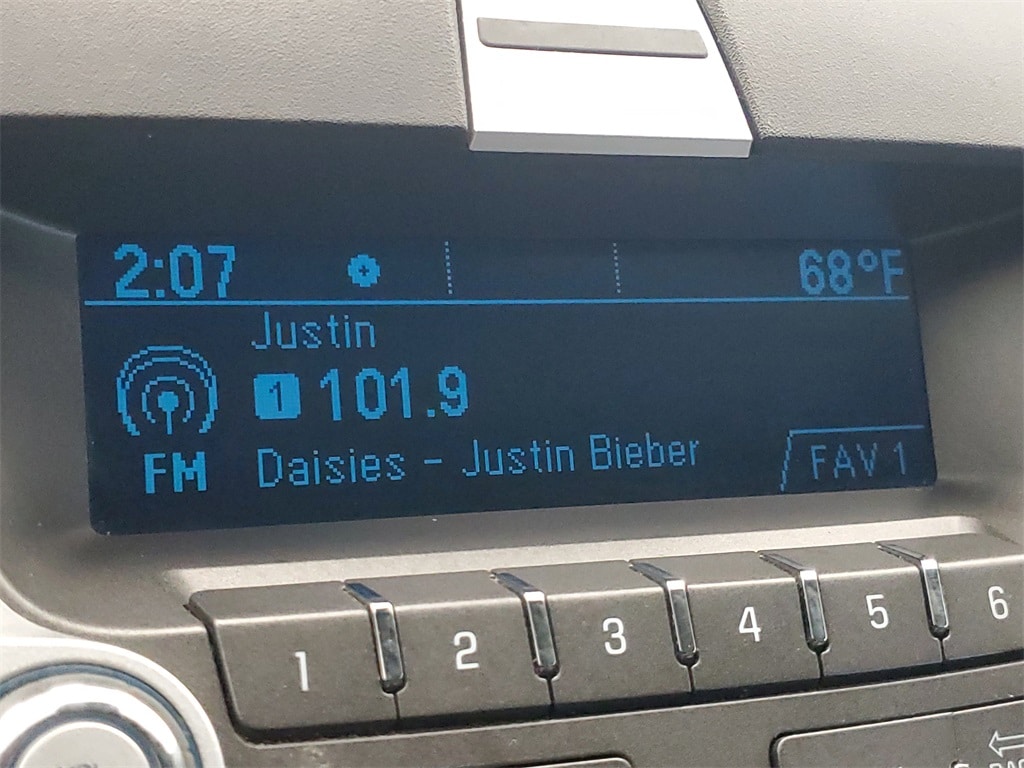 2:07 68°F
Justin
1 101.9
FM Daisies - Justin Bieber FAV 1
1 2 3 4 5 6